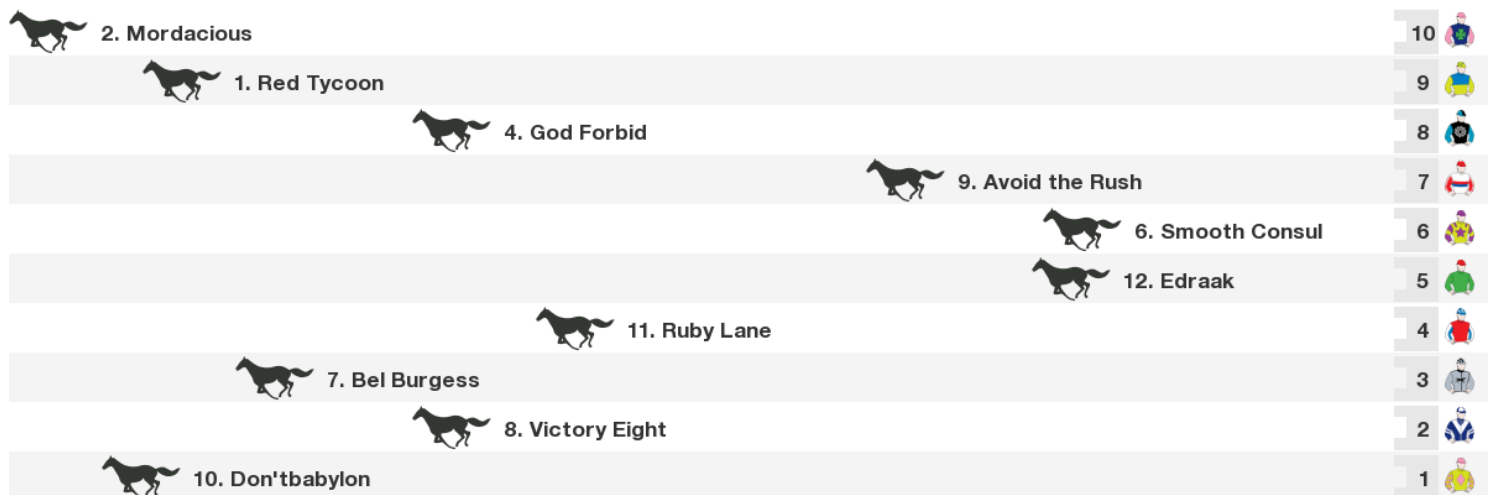 2. Mordacious 10
1. Red Tycoon 9
4. God Forbid 8
9. Avoid the Rush 7
6. Smooth Consul 6
12. Edraak 5
11. Ruby Lane 4
7. Bel Burgess 3
8. Victory Eight 2
10. Don'tbabylon 1